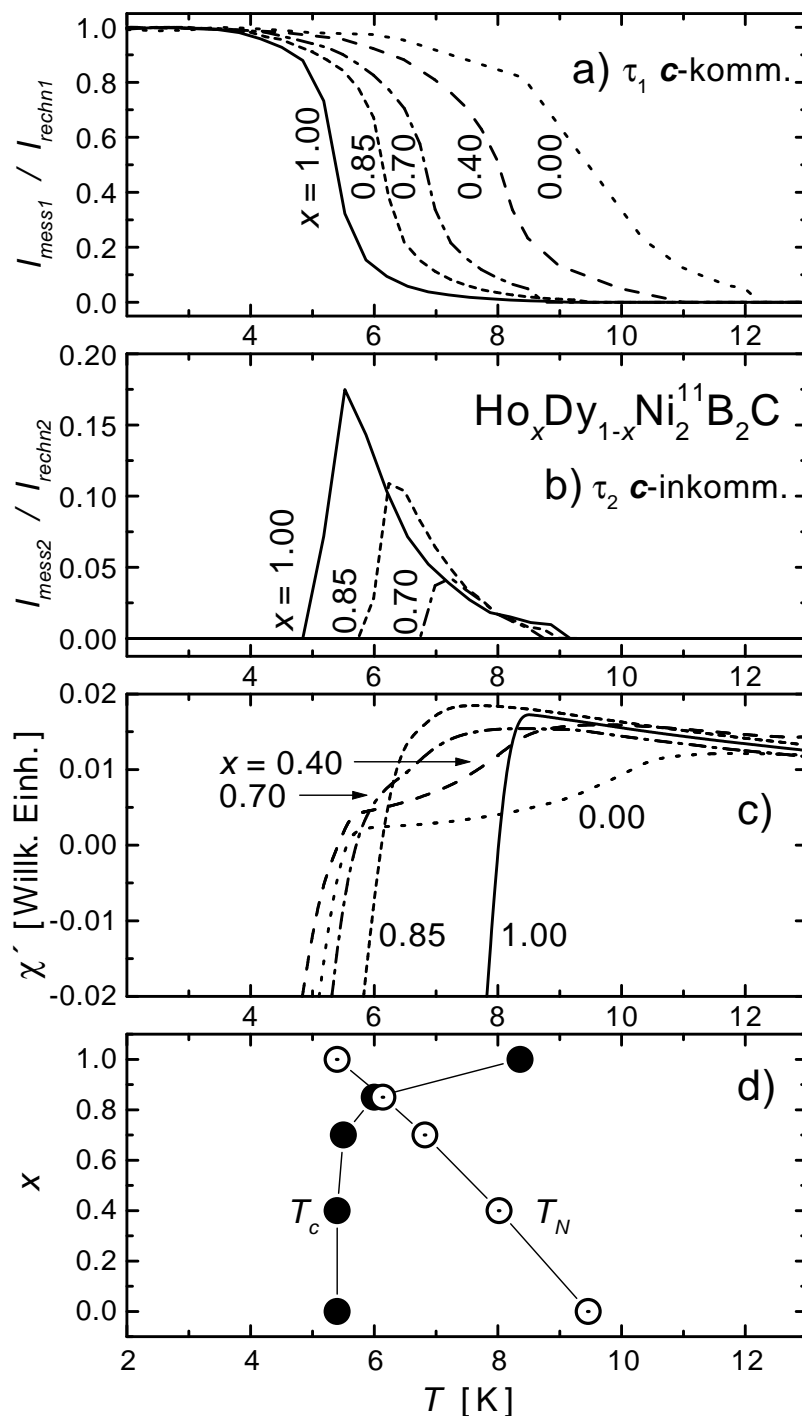 1.0
0.8
0.6
0.4
0.2
0.0
I_mess1 / I_rechn1
a) τ₁ c-komm.
x = 1.00
0.85
0.70
0.40
0.00
4 6 8 10 12
0.20
0.15
0.10
0.05
0.00
I_mess2 / I_rechn2
Ho_xDy_{1-x}Ni₂¹¹B₂C
b) τ₂ c-inkomm.
x = 1.00
0.85
0.70
4 6 8 10 12
0.02
0.01
0.00
-0.01
-0.02
χ´ [Willk. Einh.]
x = 0.40
0.70
0.00
c)
0.85
1.00
4 6 8 10 12
1.0
0.8
0.6
0.4
0.2
0.0
x
d)
T_c
T_N
2 4 6 8 10 12
T [K]